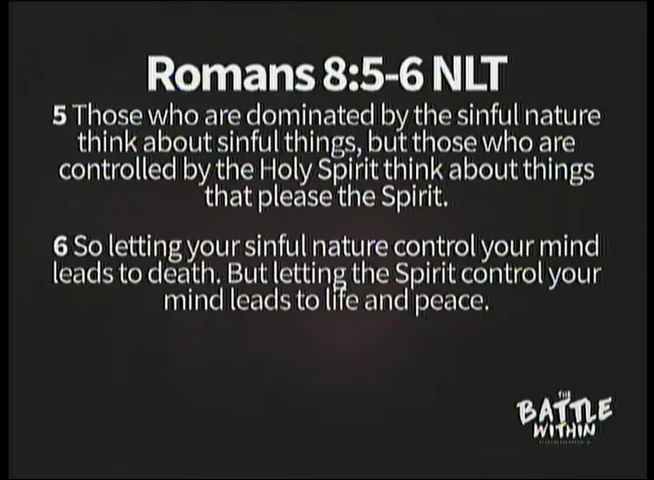 Romans 8:5-6 NLT
5 Those who are dominated by the sinful nature
think about sinful things, but those who are
controlled by the Holy Spirit think about things
that please the Spirit.
6 So letting your sinful nature control your mind
leads to death. But letting the Spirit control your
mind leads to life and peace.
THE
BATTLE
WITHIN